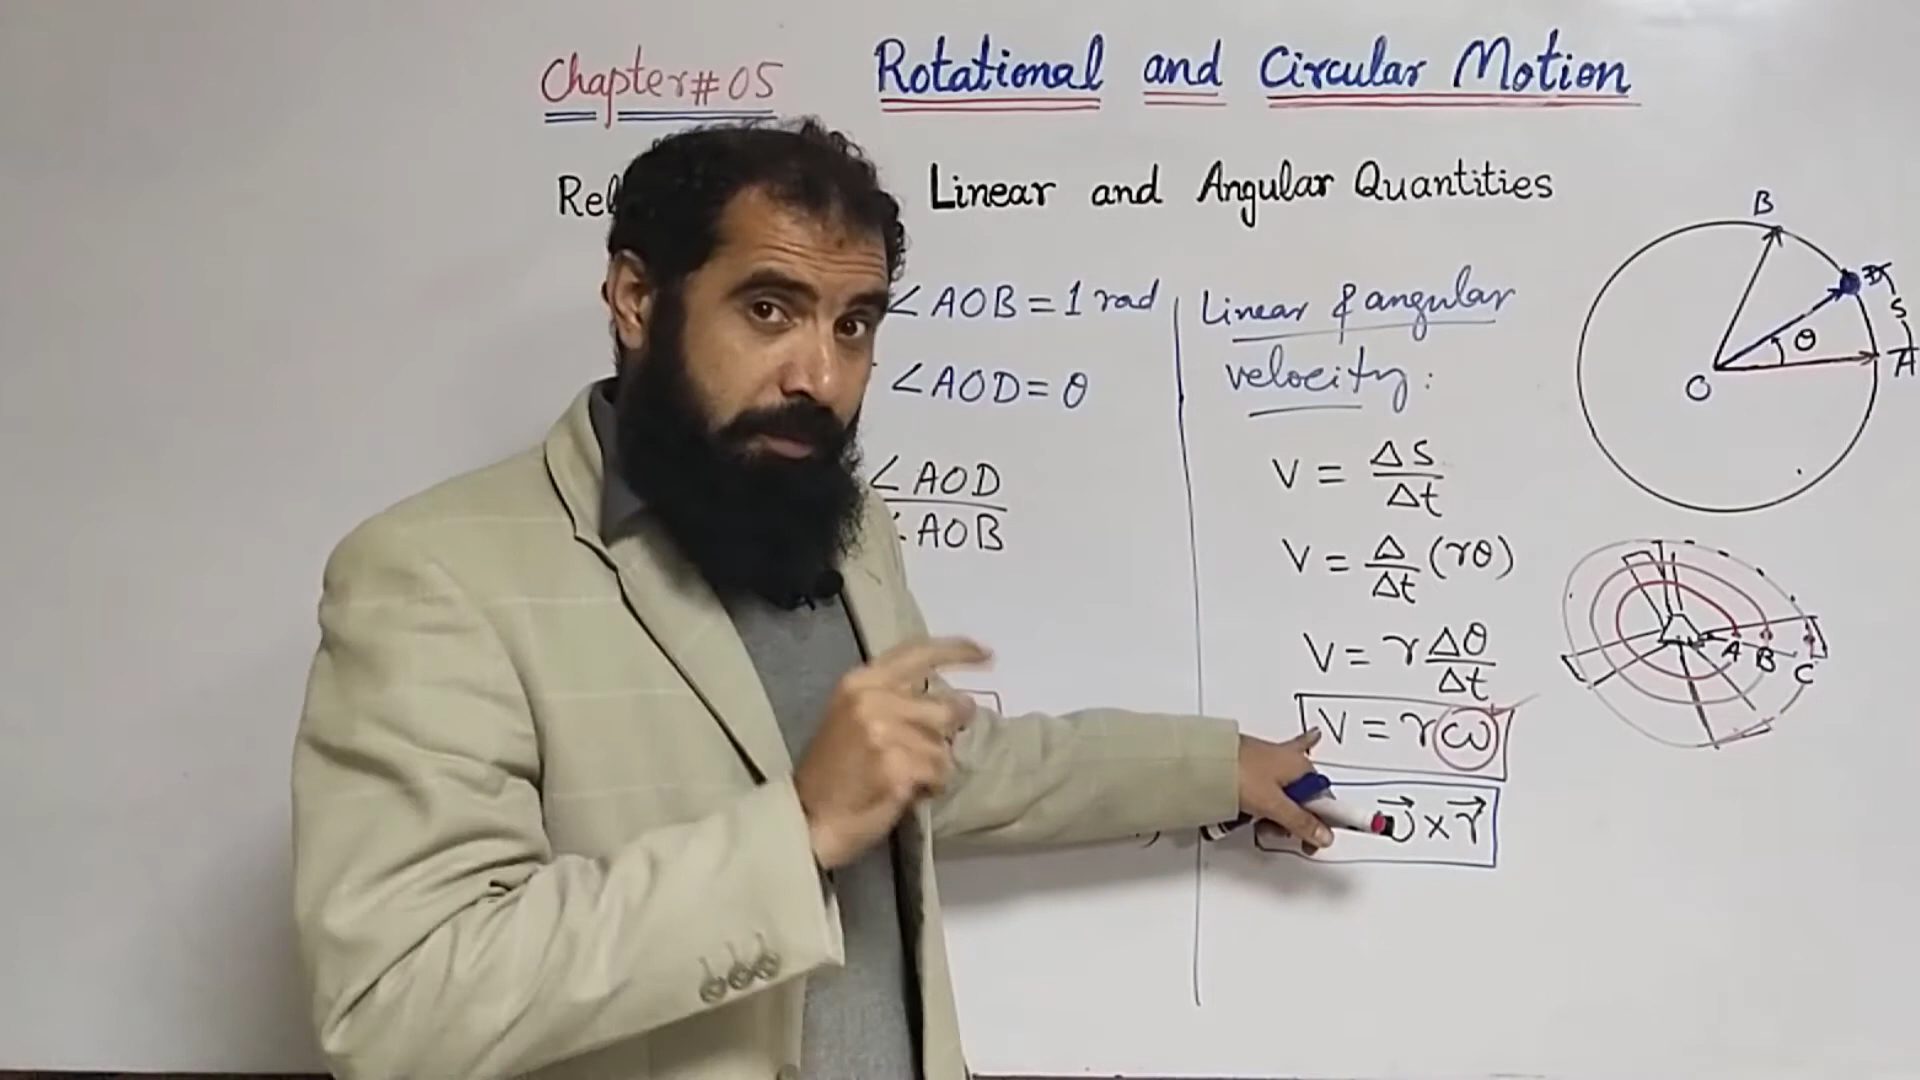 Chapter # 05 Rotational and Circular Motion
Linear and Angular Quantities
∠AOB = 1 rad
∠AOD = θ
∠AOD
AOB
Linear & angular
velocity:
V = ΔS/Δt
V = Δ/Δt (rθ)
V = r Δθ/Δt
V = rω
× r⃗
B
S
θ
O
A
A B C